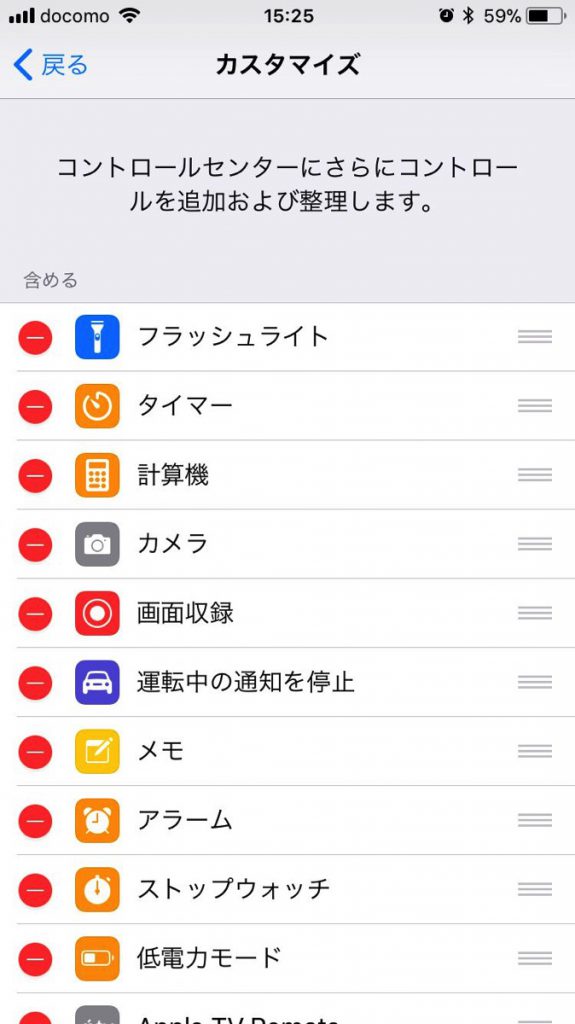 docomo 15:25 59%
戻る カスタマイズ
コントロールセンターにさらにコントロー
ルを追加および整理します。
含める
フラッシュライト
タイマー
計算機
カメラ
画面収録
運転中の通知を停止
メモ
アラーム
ストップウォッチ
低電力モード
Apple TV Remote